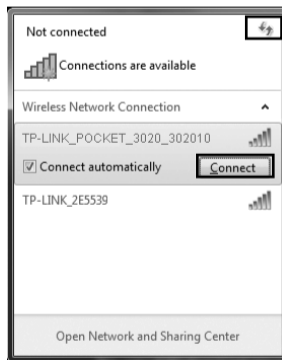 Not connected
Connections are available
Wireless Network Connection
TP-LINK_POCKET_3020_302010
Connect automatically
Connect
TP-LINK_2E5539
Open Network and Sharing Center